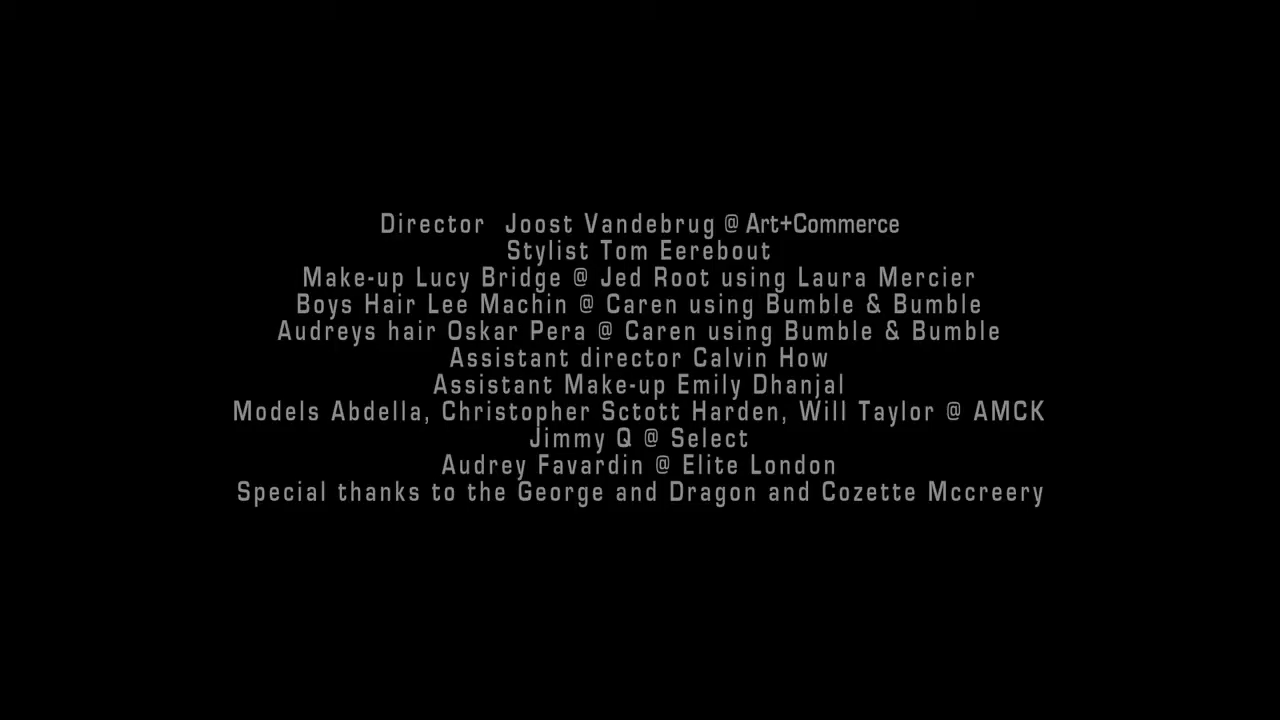 Director  Joost Vandebrug @ Art+Commerce
Stylist Tom Eerebout
Make-up Lucy Bridge @ Jed Root using Laura Mercier
Boys Hair Lee Machin @ Caren using Bumble & Bumble
Audreys hair Oskar Pera @ Caren using Bumble & Bumble
Assistant director Calvin How
Assistant Make-up Emily Dhanjal
Models Abdella, Christopher Sctott Harden, Will Taylor @ AMCK
Jimmy Q @ Select
Audrey Favardin @ Elite London
Special thanks to the George and Dragon and Cozette Mccreery